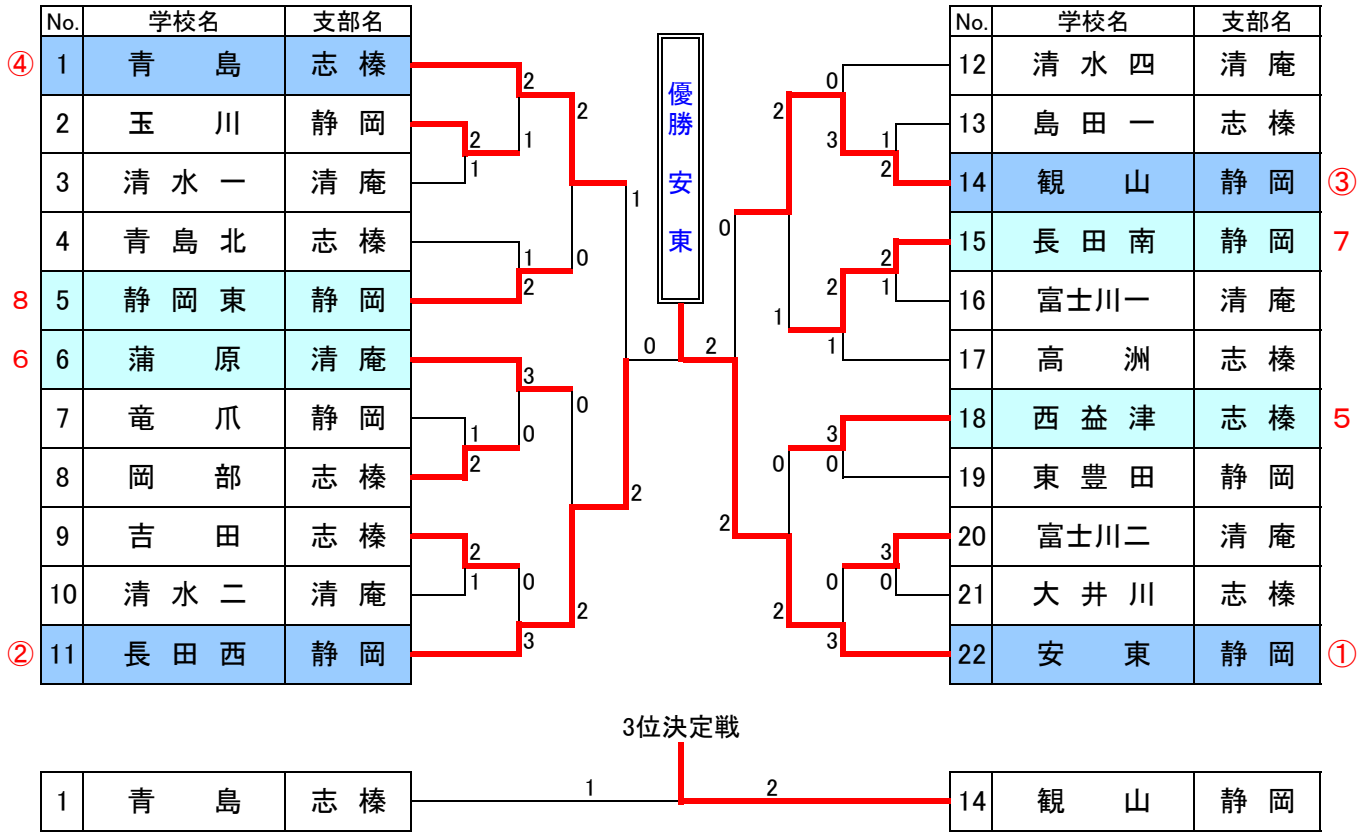 No. 学校名 支部名
④ 1 青島 志榛
2 玉川 静岡
3 清水一 清庵
4 青島北 志榛
8 5 静岡東 静岡
6 6 蒲原 清庵
7 竜爪 静岡
8 岡部 志榛
9 吉田 志榛
10 清水二 清庵
② 11 長田西 静岡
2
2
2
1
1
1
1
0
2
3
0
1
0
2
2
2
2
1
0
3
0 2
優勝 安東
No. 学校名 支部名
12 清水四 清庵
13 島田一 志榛
14 観山 静岡 ③
15 長田南 静岡 7
16 富士川一 清庵
17 高洲 志榛
18 西益津 志榛 5
19 東豊田 静岡
20 富士川二 清庵
21 大井川 志榛
22 安東 静岡 ①
0
2
1
3
2
0
2
2
1
1
1
3
0
0
2
3
0
0
2
3
3位決定戦
1 青島 志榛 1 2 14 観山 静岡